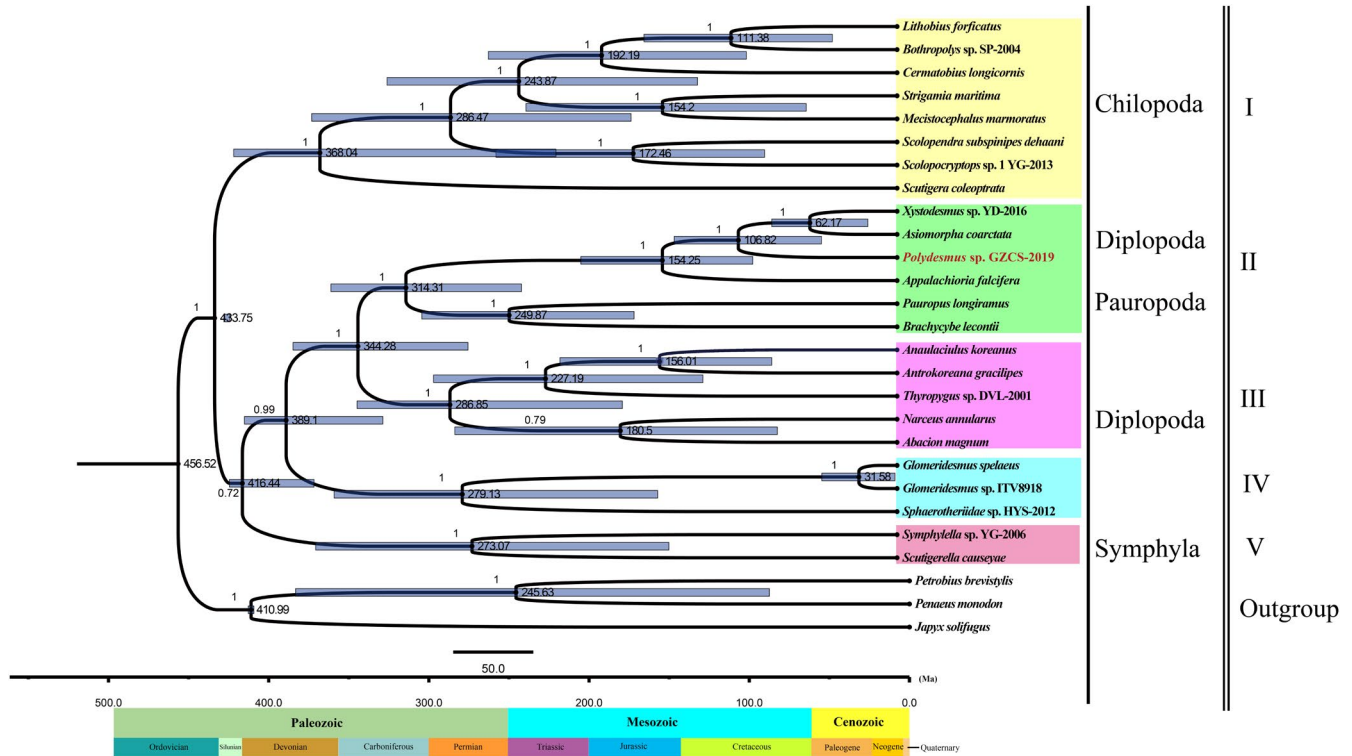 1
Lithobius forficatus
1
111.38
Bothropolys sp. SP-2004
1
192.19
Cermatobius longicornis
1
243.87
Strigamia maritima
1
154.2
Mecistocephalus marmoratus
1
286.47
Scolopendra subspinipes dehaani
1
172.46
Scolopocryptops sp. 1 YG-2013
1
368.04
Scutigera coleoptrata
Chilopoda
I
Xystodesmus sp. YD-2016
1
62.17
Asiomorpha coarctata
1
106.82
Polydesmus sp. GZCS-2019
1
154.25
Appalachioria falcifera
1
314.31
Pauropus longiramus
1
249.87
Brachycybe lecontii
Diplopoda
Pauropoda
II
1
433.75
1
344.28
Anaulaciulus koreanus
1
156.01
Antrokoreana gracilipes
1
227.19
Thyropygus sp. DVL-2001
1
286.85
Narceus annularus
0.79
180.5
Abacion magnum
Diplopoda
III
0.99
389.1
456.52
Glomeridesmus spelaeus
1
31.58
Glomeridesmus sp. ITV8918
1
279.13
Sphaerotheriidae sp. HYS-2012
IV
0.72
416.44
Symphylella sp. YG-2006
1
273.07
Scutigerella causeyae
Symphyla
V
Petrobius brevistylis
1
245.63
Penaeus monodon
1
410.99
Japyx solifugus
Outgroup
50.0
(Ma)
500.0 400.0 300.0 200.0 100.0 0.0
Paleozoic Mesozoic Cenozoic
Ordovician Silunian Devonian Carboniferous Permian Triassic Jurassic Cretaceous Paleogene Neogene Quaternary